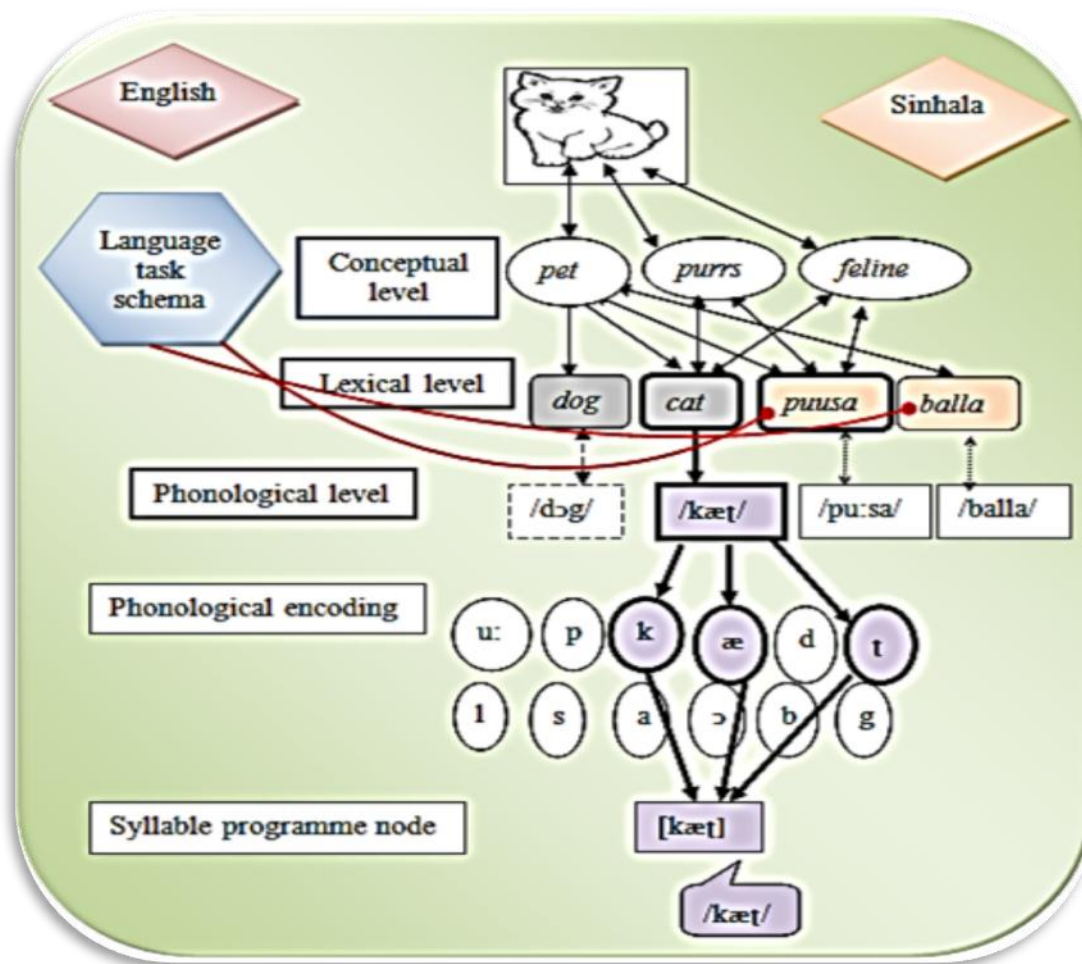 English
Sinhala
Language
task
schema
Conceptual
level
pet
purrs
feline
Lexical level
dog
cat
puusa
balla
Phonological level
/dɔg/
/kæʈ/
/pu:sa/
/balla/
Phonological encoding
u:
p
k
æ
d
ʈ
l
s
a
ɔ
b
g
Syllable programme node
[kæʈ]
/kæʈ/